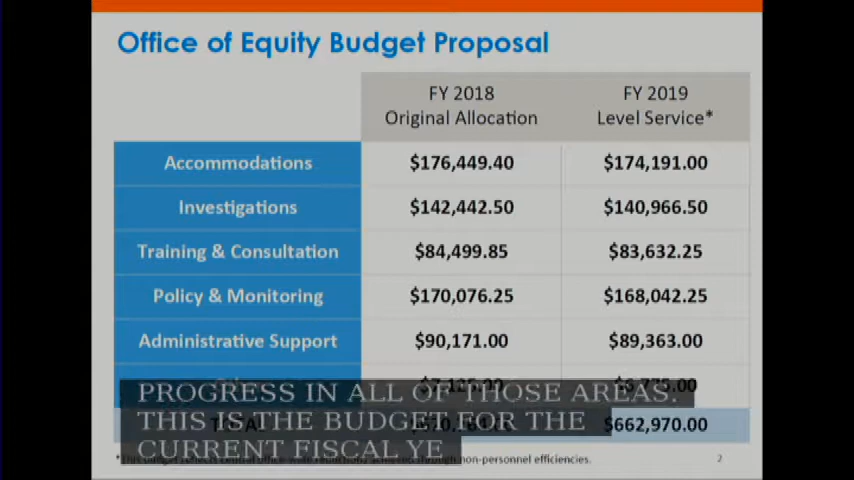 Office of Equity Budget Proposal
FY 2018 FY 2019
Original Allocation Level Service*
Accommodations $176,449.40 $174,191.00
Investigations $142,442.50 $140,966.50
Training & Consultation $84,499.85 $83,632.25
Policy & Monitoring $170,076.25 $168,042.25
Administrative Support $90,171.00 $89,363.00
PROGRESS IN ALL OF THOSE AREAS.
THIS IS THE BUDGET FOR THE
CURRENT FISCAL YE
$662,970.00
non-personnel efficiencies.
2